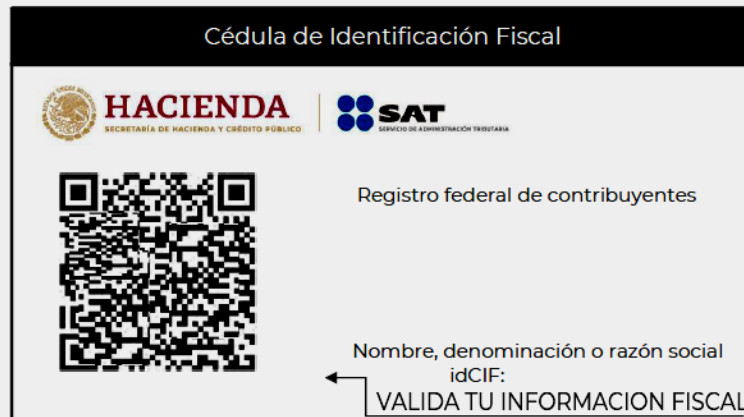 Cédula de Identificación Fiscal
HACIENDA
SECRETARÍA DE HACIENDA Y CRÉDITO PÚBLICO
SAT
SERVICIO DE ADMINISTRACIÓN TRIBUTARIA
Registro federal de contribuyentes
Nombre, denominación o razón social
idCIF:
VALIDA TU INFORMACION FISCAL